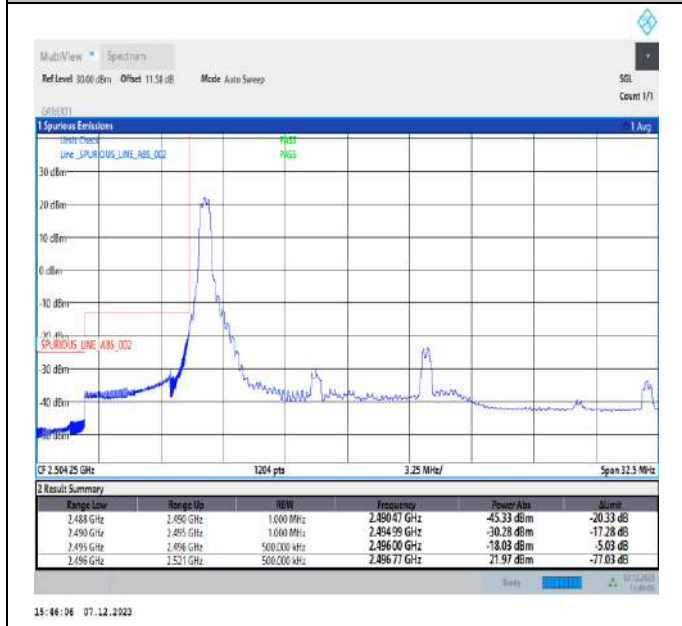 MultiView Spectrum
Ref Level 30.00 dBm Offset 11.58 dB Mode Auto Sweep SGL
Count 1/1
1 Spurious Emissions 1 Avg
Limit Check PASS
Line _SPURIOUS_LINE_ABS_002 PASS
30 dBm
20 dBm
10 dBm
0 dBm
-10 dBm
-20 dBm
SPURIOUS_LINE_ABS_002
-30 dBm
-40 dBm
-50 dBm
CF 2.50425 GHz 1204 pts 3.25 MHz/ Span 32.5 MHz
2 Result Summary
Range Low Range Up RBW Frequency Power Abs ΔLimit
2.488 GHz 2.490 GHz 1.000 MHz 2.49047 GHz -45.33 dBm -20.33 dB
2.490 GHz 2.495 GHz 1.000 MHz 2.49499 GHz -30.28 dBm -17.28 dB
2.495 GHz 2.496 GHz 500.000 kHz 2.49600 GHz -18.03 dBm -5.03 dB
2.496 GHz 2.521 GHz 500.000 kHz 2.49677 GHz 21.97 dBm -77.03 dB
Ready
15:46:06 07.12.2023